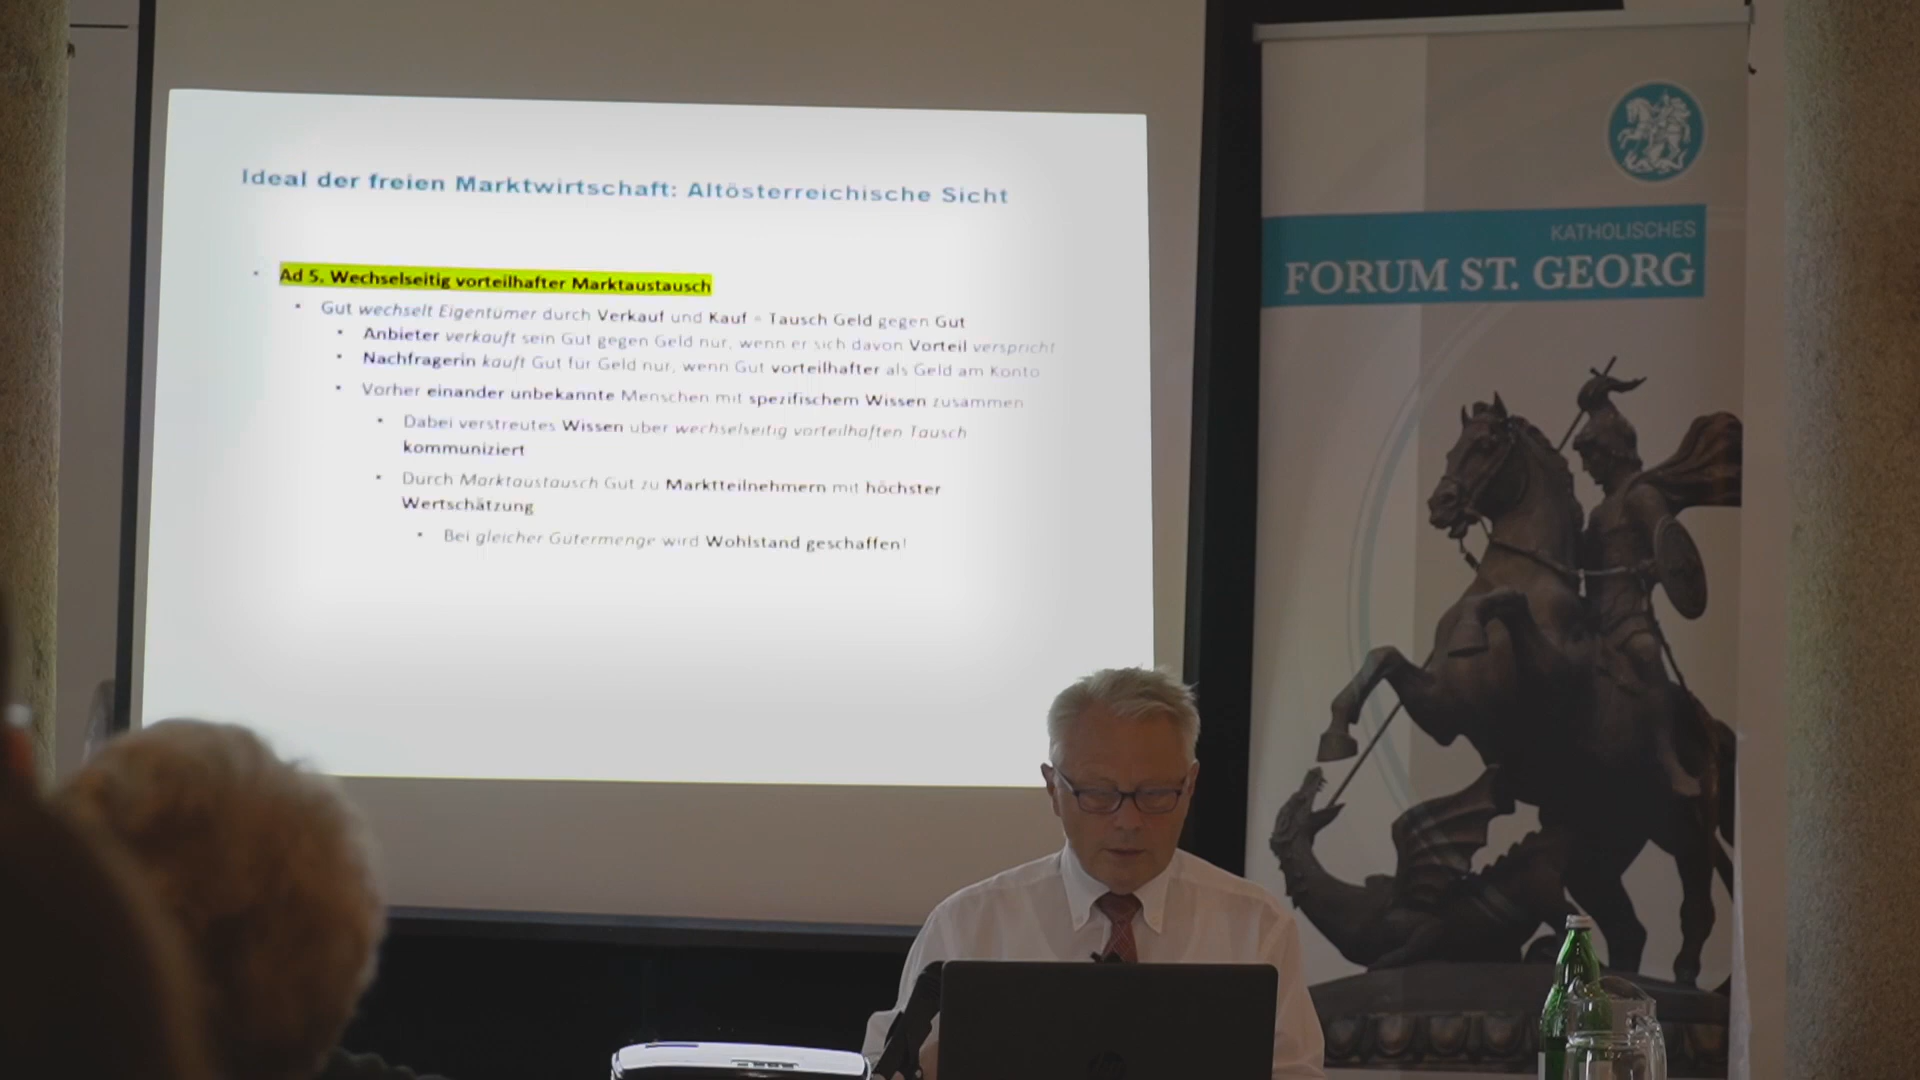 Ideal der freien Marktwirtschaft: Altösterreichische Sicht
Ad 5. Wechselseitig vorteilhafter Marktaustausch
Gut wechselt Eigentümer durch Verkauf und Kauf = Tausch Geld gegen Gut
Anbieter verkauft sein Gut gegen Geld nur, wenn er sich davon Vorteil verspricht
Nachfragerin kauft Gut für Geld nur, wenn Gut vorteilhafter als Geld am Konto
Vorher einander unbekannte Menschen mit spezifischem Wissen zusammen
Dabei verstreutes Wissen über wechselseitig vorteilhaften Tausch
kommuniziert
Durch Marktaustausch Gut zu Marktteilnehmern mit höchster
Wertschätzung
Bei gleicher Gütermenge wird Wohlstand geschaffen!
KATHOLISCHES
FORUM ST. GEORG